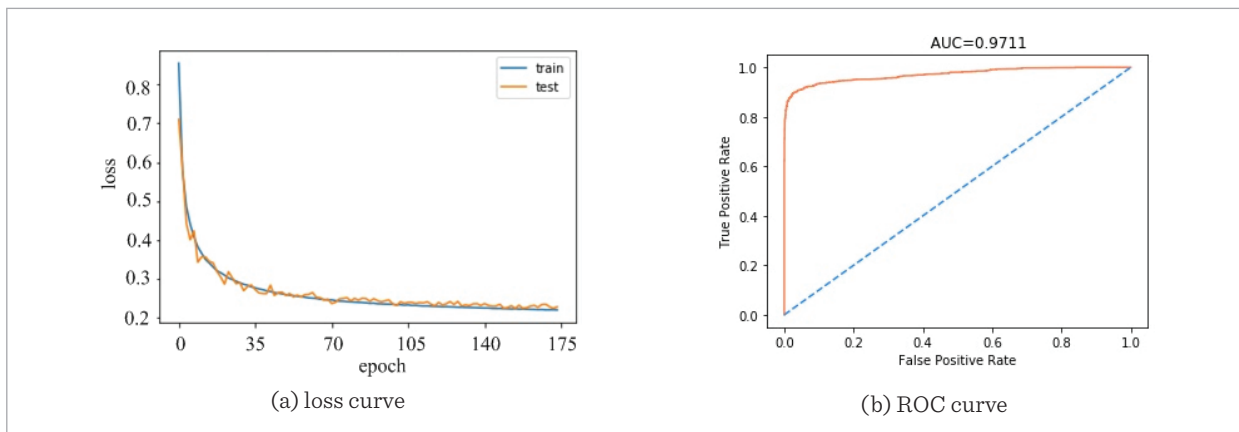 0.8
0.7
0.6
0.5
0.4
0.3
0.2
loss
train
test
0 35 70 105 140 175
epoch
(a) loss curve
AUC=0.9711
1.0
0.8
0.6
0.4
0.2
0.0
True Positive Rate
0.0 0.2 0.4 0.6 0.8 1.0
False Positive Rate
(b) ROC curve